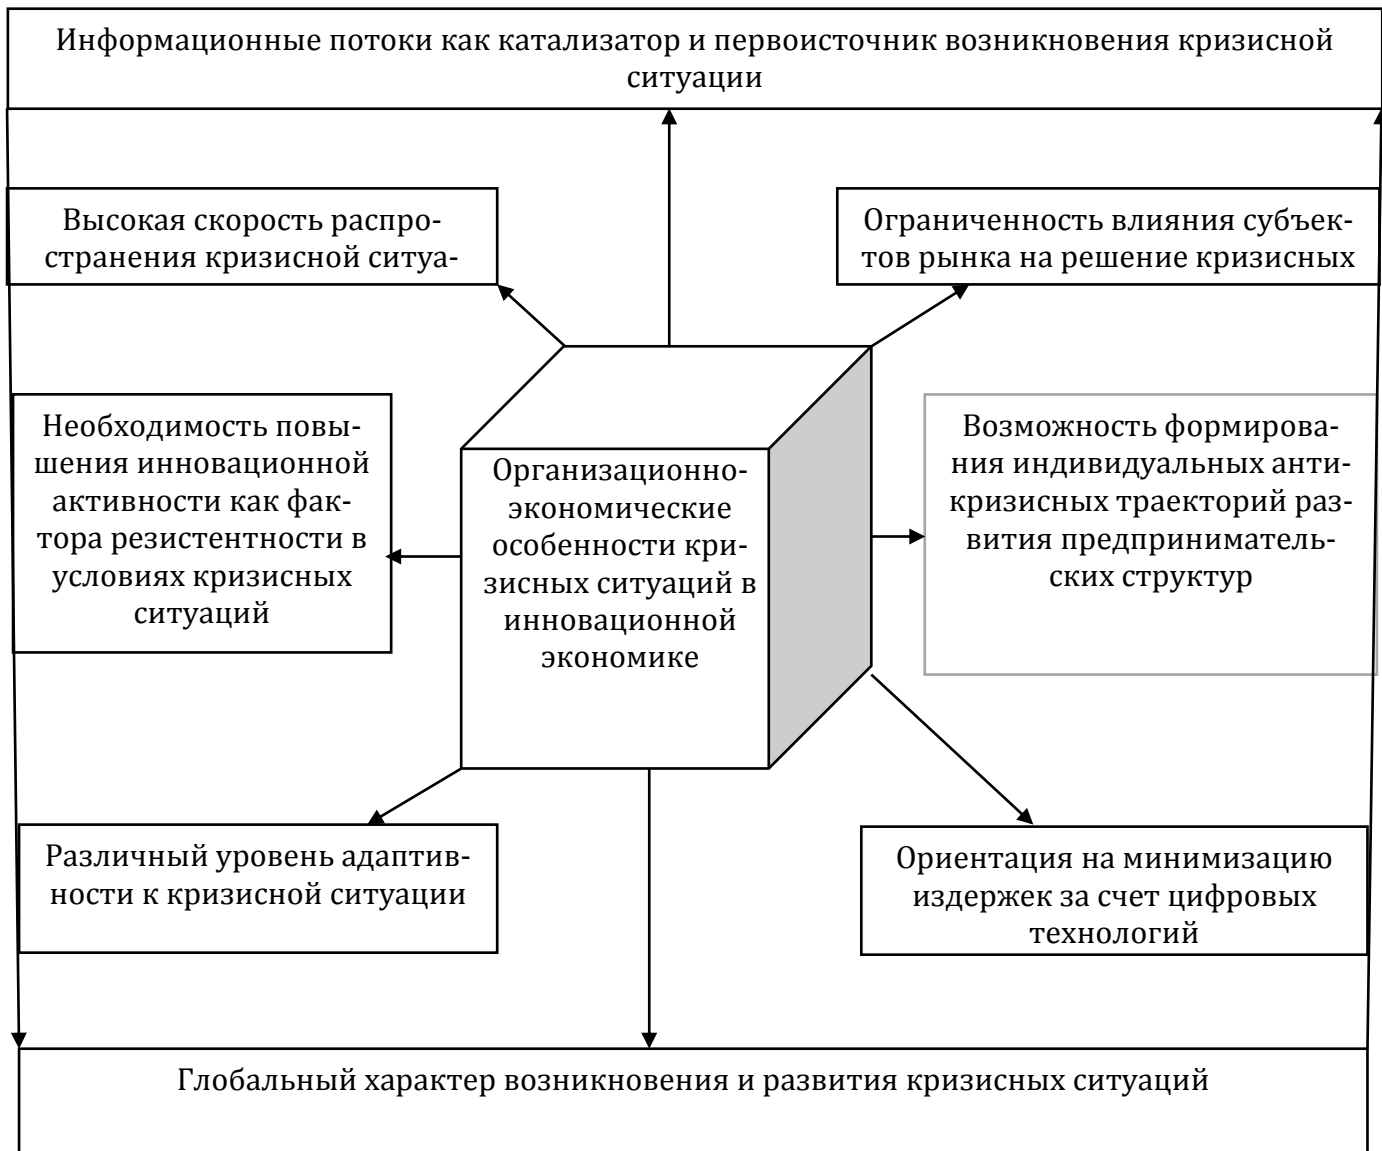 Информационные потоки как катализатор и первоисточник возникновения кризисной
ситуации
Высокая скорость распро-
странения кризисной ситуа-
Ограниченность влияния субъек-
тов рынка на решение кризисных
Необходимость повы-
шения инновационной
активности как фак-
тора резистентности в
условиях кризисных
ситуаций
Организационно-
экономические
особенности кри-
зисных ситуаций в
инновационной
экономике
Возможность формирова-
ния индивидуальных анти-
кризисных траекторий раз-
вития предприниматель-
ских структур
Различный уровень адаптив-
ности к кризисной ситуации
Ориентация на минимизацию
издержек за счет цифровых
технологий
Глобальный характер возникновения и развития кризисных ситуаций